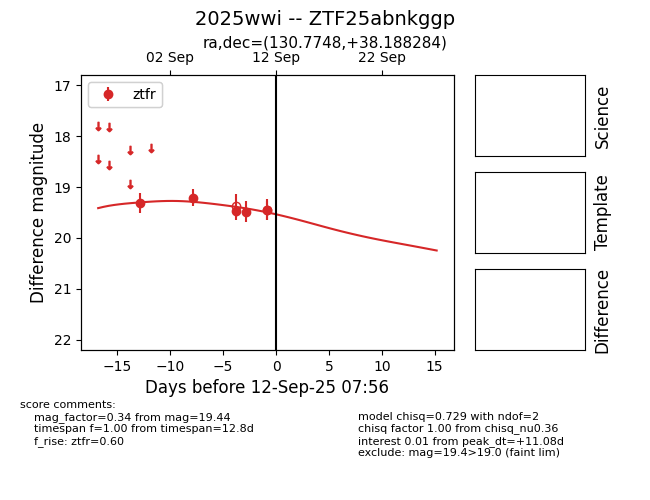 2025wwi -- ZTF25abnkggp
ra,dec=(130.7748,+38.188284)
02 Sep 12 Sep 22 Sep
ztfr
17
18
19
20
21
22
Difference magnitude
−15 −10 −5 0 5 10 15
Days before 12-Sep-25 07:56
Science
Template
Difference
score comments:
mag_factor=0.34 from mag=19.44
timespan f=1.00 from timespan=12.8d
f_rise: ztfr=0.60
model chisq=0.729 with ndof=2
chisq factor 1.00 from chisq_nu0.36
interest 0.01 from peak_dt=+11.08d
exclude: mag=19.4>19.0 (faint lim)